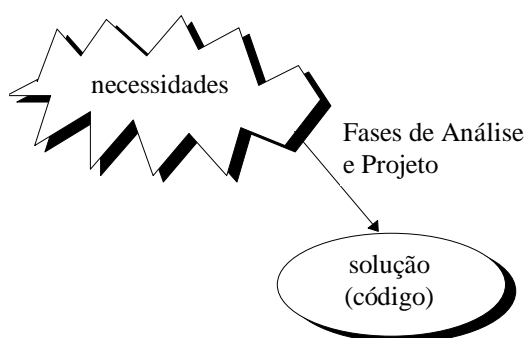 necessidades
Fases de Análise
e Projeto
solução
(código)